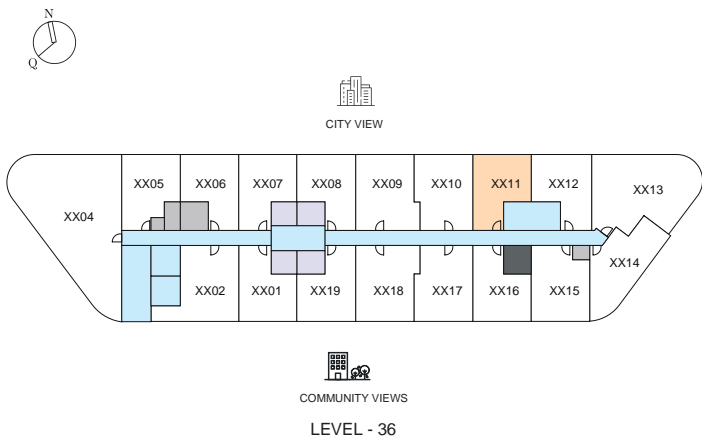 N
Q
CITY VIEW
XX05 XX06 XX07 XX08 XX09 XX10 XX11 XX12 XX13
XX04
XX14
XX02 XX01 XX19 XX18 XX17 XX16 XX15
COMMUNITY VIEWS
LEVEL - 36